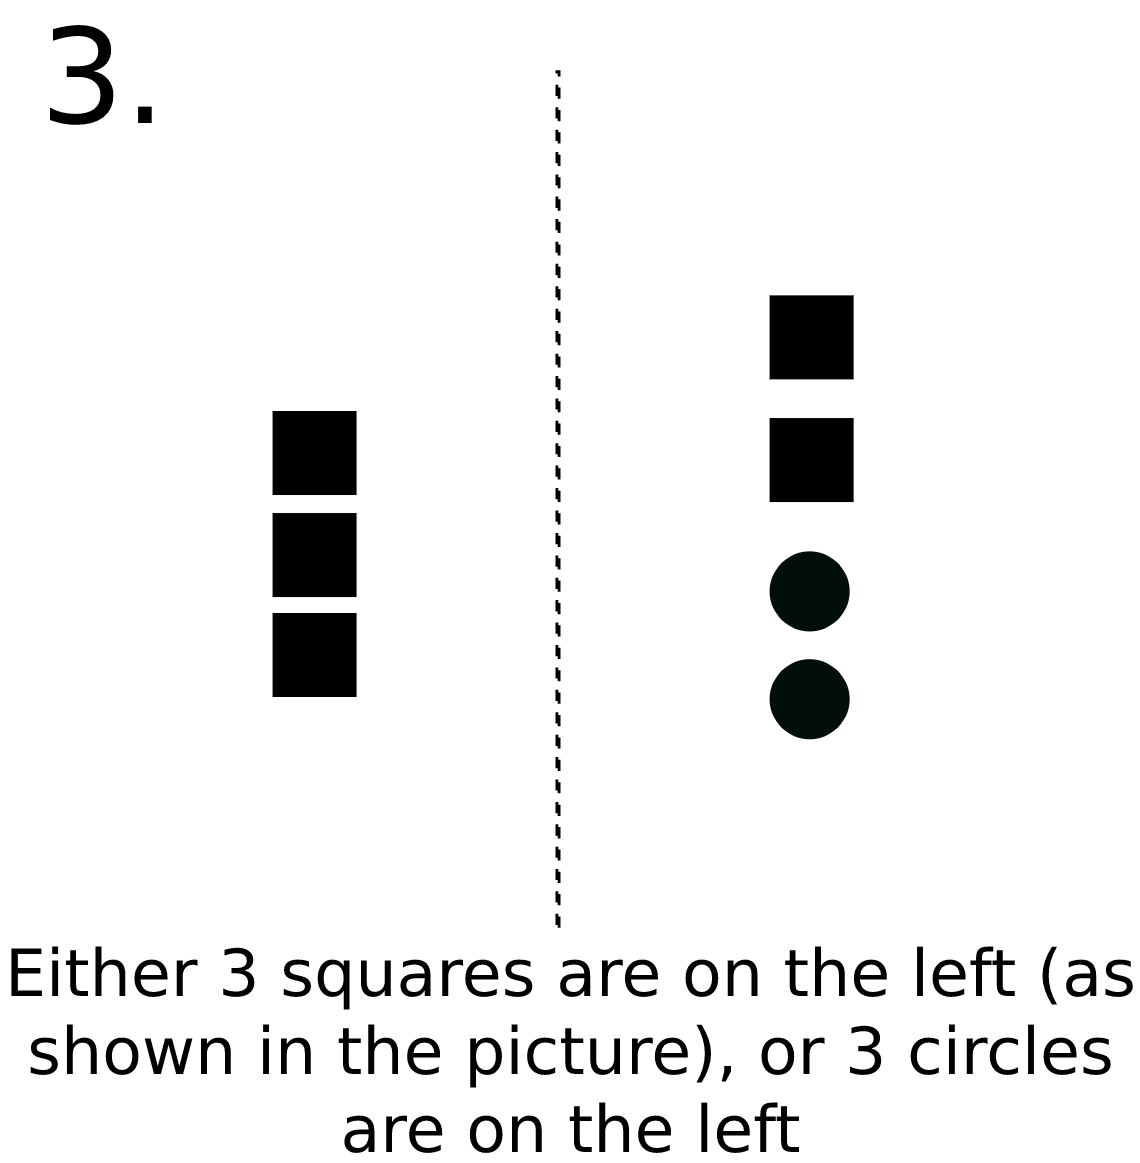 3.
Either 3 squares are on the left (as
shown in the picture), or 3 circles
are on the left